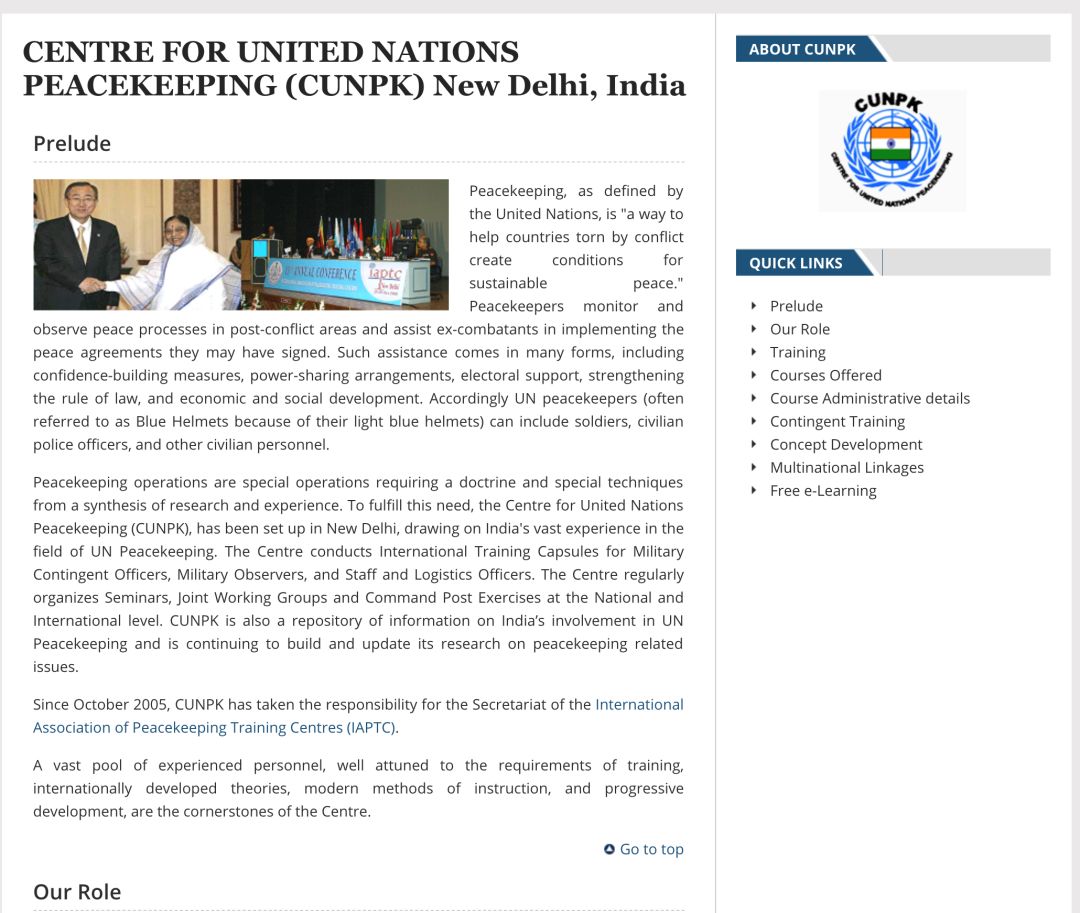 CENTRE FOR UNITED NATIONS
PEACEKEEPING (CUNPK) New Delhi, India
Prelude
ANNUAL CONFERENCE
iaptc
New Delhi
Peacekeeping, as defined by
the United Nations, is "a way to
help countries torn by conflict
create conditions for
sustainable peace."
Peacekeepers monitor and
observe peace processes in post-conflict areas and assist ex-combatants in implementing the
peace agreements they may have signed. Such assistance comes in many forms, including
confidence-building measures, power-sharing arrangements, electoral support, strengthening
the rule of law, and economic and social development. Accordingly UN peacekeepers (often
referred to as Blue Helmets because of their light blue helmets) can include soldiers, civilian
police officers, and other civilian personnel.
Peacekeeping operations are special operations requiring a doctrine and special techniques
from a synthesis of research and experience. To fulfill this need, the Centre for United Nations
Peacekeeping (CUNPK), has been set up in New Delhi, drawing on India's vast experience in the
field of UN Peacekeeping. The Centre conducts International Training Capsules for Military
Contingent Officers, Military Observers, and Staff and Logistics Officers. The Centre regularly
organizes Seminars, Joint Working Groups and Command Post Exercises at the National and
International level. CUNPK is also a repository of information on India’s involvement in UN
Peacekeeping and is continuing to build and update its research on peacekeeping related
issues.
Since October 2005, CUNPK has taken the responsibility for the Secretariat of the International
Association of Peacekeeping Training Centres (IAPTC).
A vast pool of experienced personnel, well attuned to the requirements of training,
internationally developed theories, modern methods of instruction, and progressive
development, are the cornerstones of the Centre.
Go to top
Our Role
ABOUT CUNPK
CUNPK
CENTRE FOR UNITED NATIONS PEACEKEEPING
QUICK LINKS
Prelude
Our Role
Training
Courses Offered
Course Administrative details
Contingent Training
Concept Development
Multinational Linkages
Free e-Learning